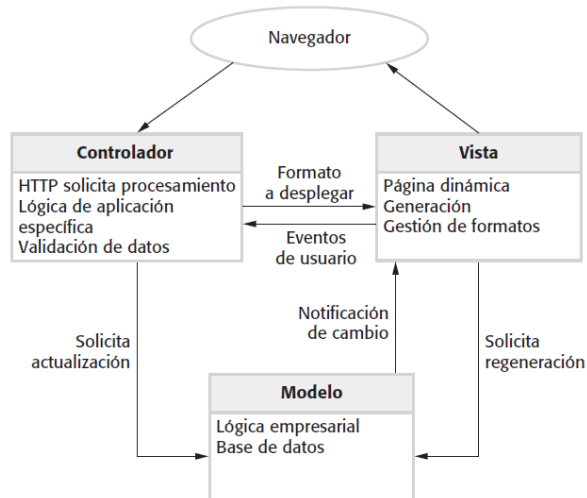 Navegador
Controlador
HTTP solicita procesamiento
Lógica de aplicación
específica
Validación de datos
Formato
a desplegar
Eventos
de usuario
Vista
Página dinámica
Generación
Gestión de formatos
Solicita
actualización
Notificación
de cambio
Solicita
regeneración
Modelo
Lógica empresarial
Base de datos